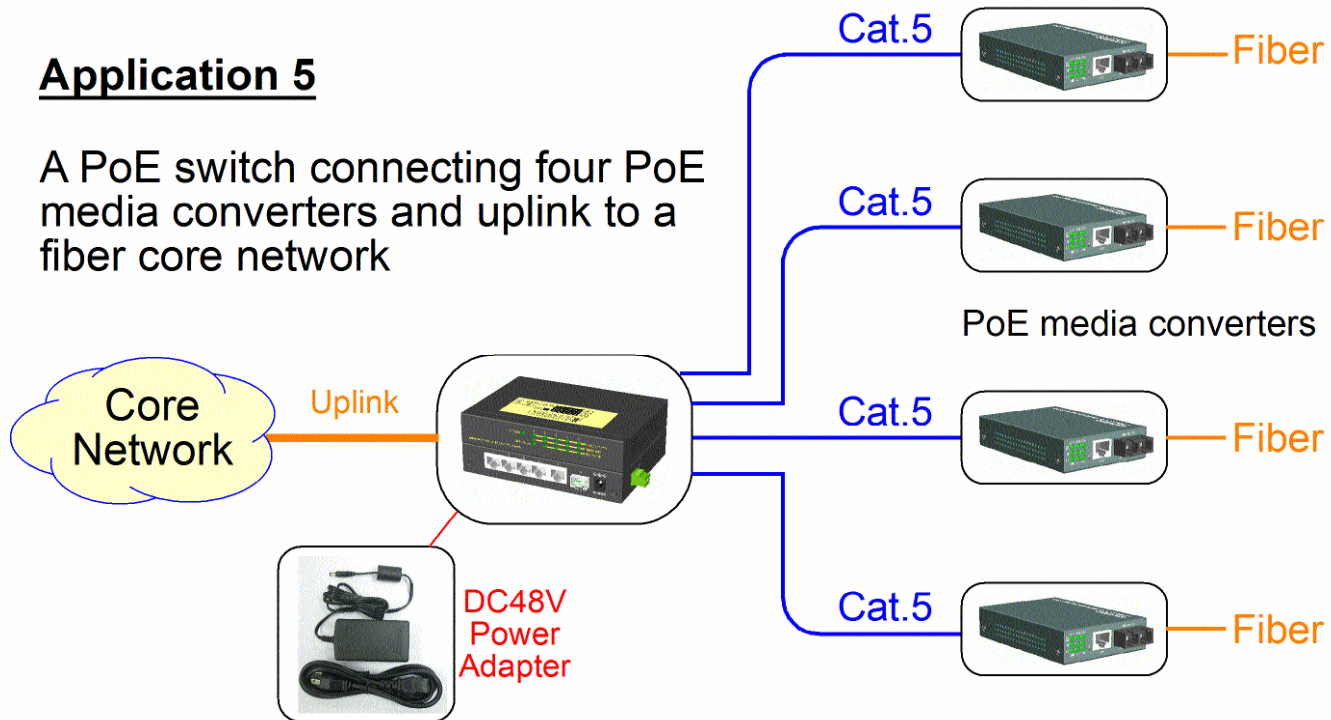 Application 5
A PoE switch connecting four PoE
media converters and uplink to a
fiber core network
Cat.5
Fiber
Cat.5
Fiber
PoE media converters
Core
Network
Uplink
Cat.5
Fiber
DC48V
Power
Adapter
Cat.5
Fiber